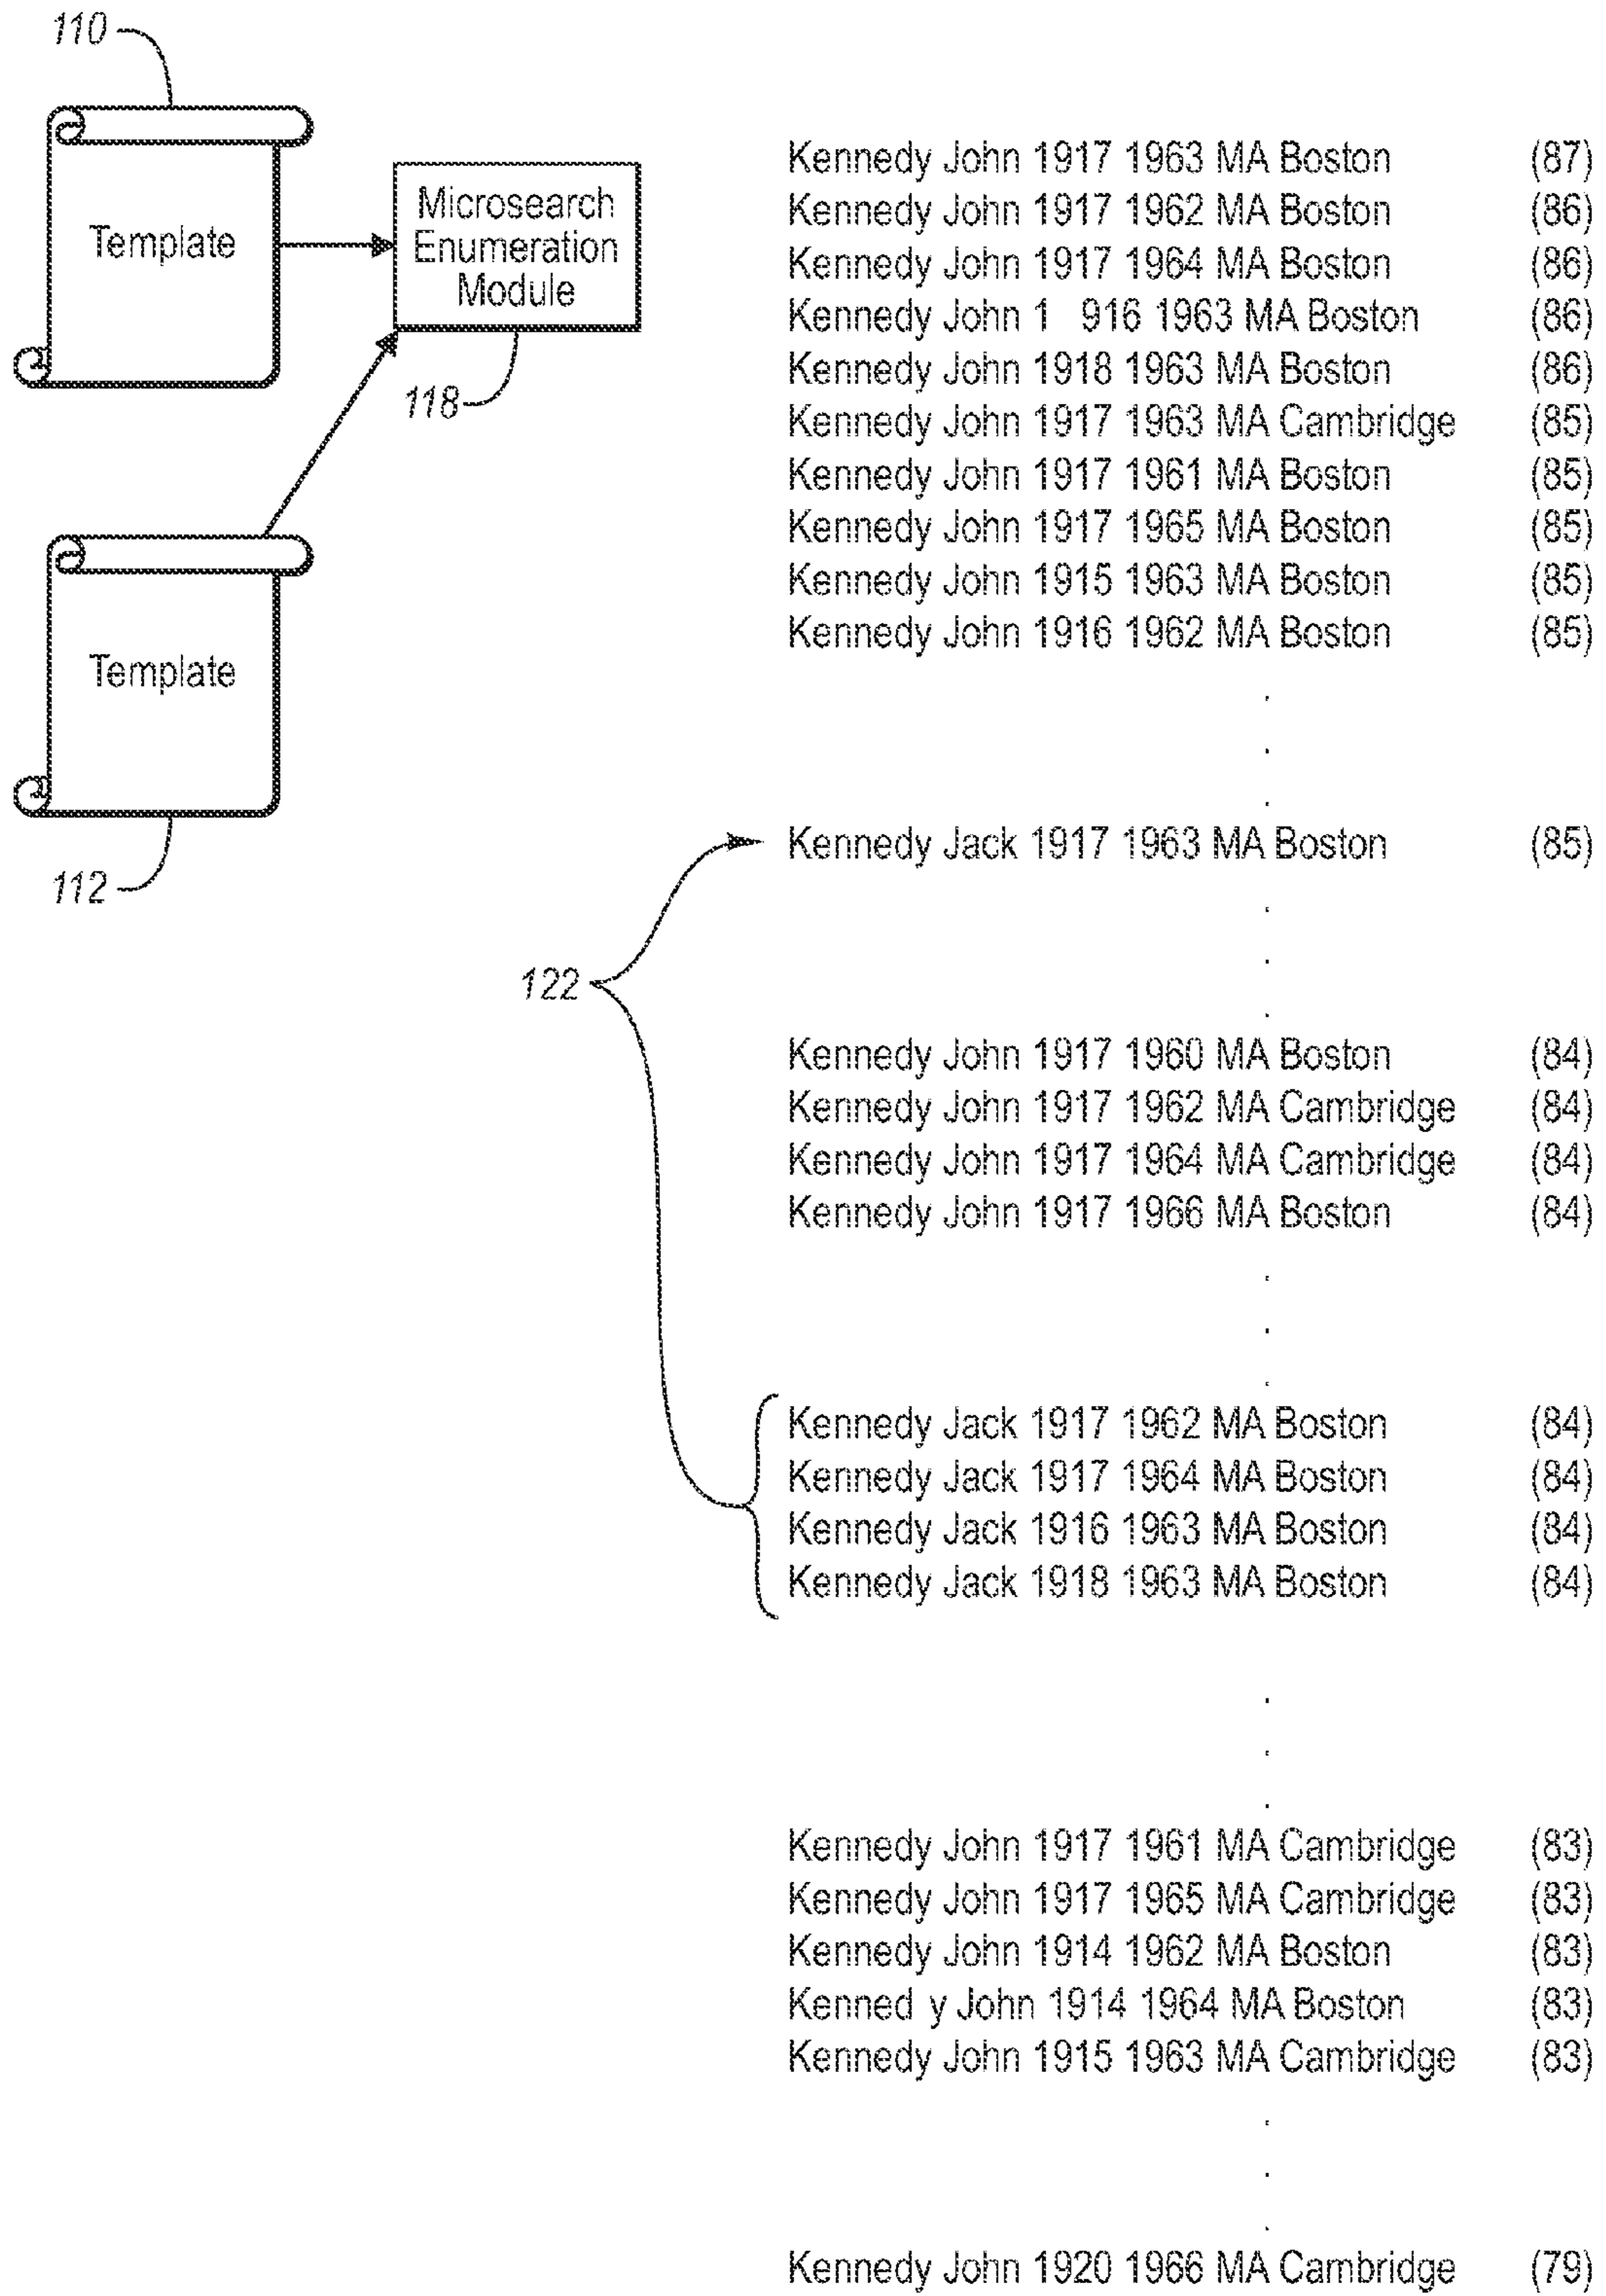 110
Template
Microsearch
Enumeration
Module
118
Template
112
122
Kennedy John 1917 1963 MA Boston (87)
Kennedy John 1917 1962 MA Boston (86)
Kennedy John 1917 1964 MA Boston (86)
Kennedy John 1 916 1963 MA Boston (86)
Kennedy John 1918 1963 MA Boston (86)
Kennedy John 1917 1963 MA Cambridge (85)
Kennedy John 1917 1961 MA Boston (85)
Kennedy John 1917 1965 MA Boston (85)
Kennedy John 1915 1963 MA Boston (85)
Kennedy John 1916 1962 MA Boston (85)
.
.
.
Kennedy Jack 1917 1963 MA Boston (85)
.
.
.
Kennedy John 1917 1960 MA Boston (84)
Kennedy John 1917 1962 MA Cambridge (84)
Kennedy John 1917 1964 MA Cambridge (84)
Kennedy John 1917 1966 MA Boston (84)
.
.
.
Kennedy Jack 1917 1962 MA Boston (84)
Kennedy Jack 1917 1964 MA Boston (84)
Kennedy Jack 1916 1963 MA Boston (84)
Kennedy Jack 1918 1963 MA Boston (84)
.
.
.
Kennedy John 1917 1961 MA Cambridge (83)
Kennedy John 1917 1965 MA Cambridge (83)
Kennedy John 1914 1962 MA Boston (83)
Kenned y John 1914 1964 MA Boston (83)
Kennedy John 1915 1963 MA Cambridge (83)
.
.
.
Kennedy John 1920 1966 MA Cambridge (79)